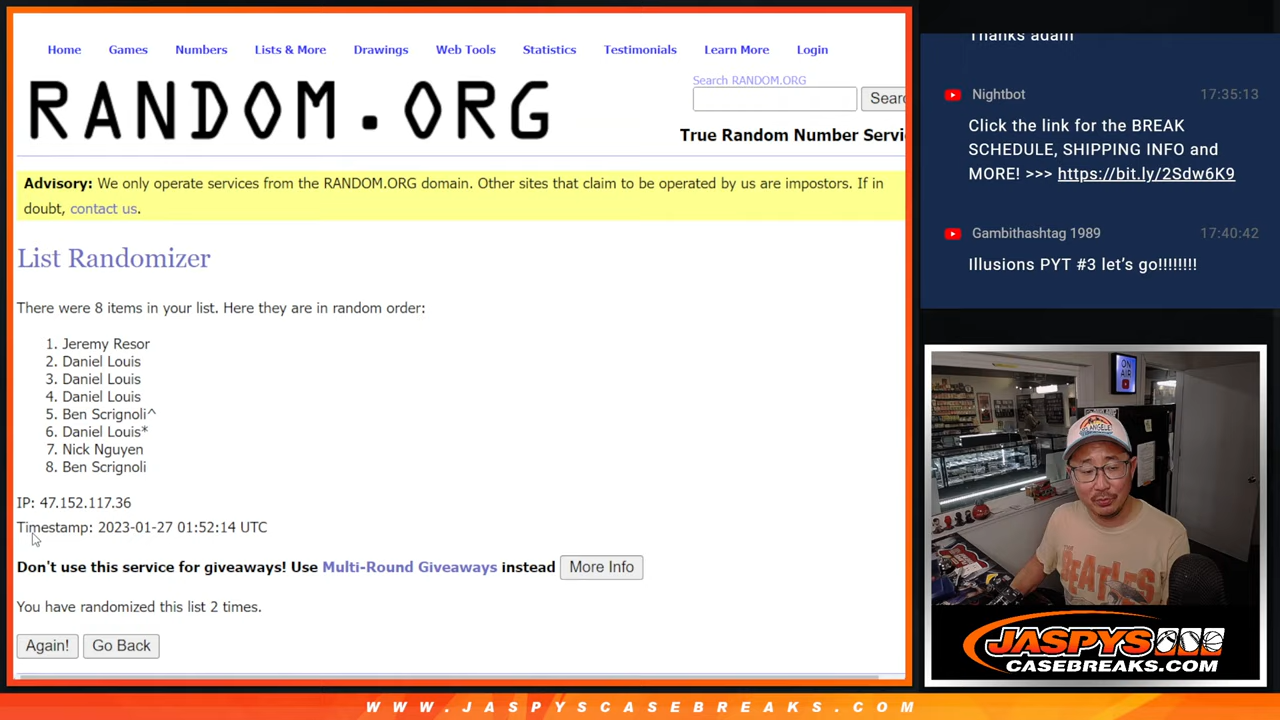 Home Games Numbers Lists & More Drawings Web Tools Statistics Testimonials Learn More Login
RANDOM.ORG
Search RANDOM.ORG
True Random Number Servi
Advisory: We only operate services from the RANDOM.ORG domain. Other sites that claim to be operated by us are impostors. If in
doubt, contact us.
List Randomizer
There were 8 items in your list. Here they are in random order:
1. Jeremy Resor
2. Daniel Louis
3. Daniel Louis
4. Daniel Louis
5. Ben Scrignoli^
6. Daniel Louis*
7. Nick Nguyen
8. Ben Scrignoli
IP: 47.152.117.36
Timestamp: 2023-01-27 01:52:14 UTC
Don't use this service for giveaways! Use Multi-Round Giveaways instead More Info
You have randomized this list 2 times.
Again! Go Back
Thanks adam
Nightbot 17:35:13
Click the link for the BREAK
SCHEDULE, SHIPPING INFO and
MORE! >>> https://bit.ly/2Sdw6K9
Gambithashtag 1989 17:40:42
Illusions PYT #3 let's go!!!!!!!!
ON
AIR
THE
BEATLES
JASPYS
CASEBREAKS.COM
WWW.JASPYSCASEBREAKS.COM